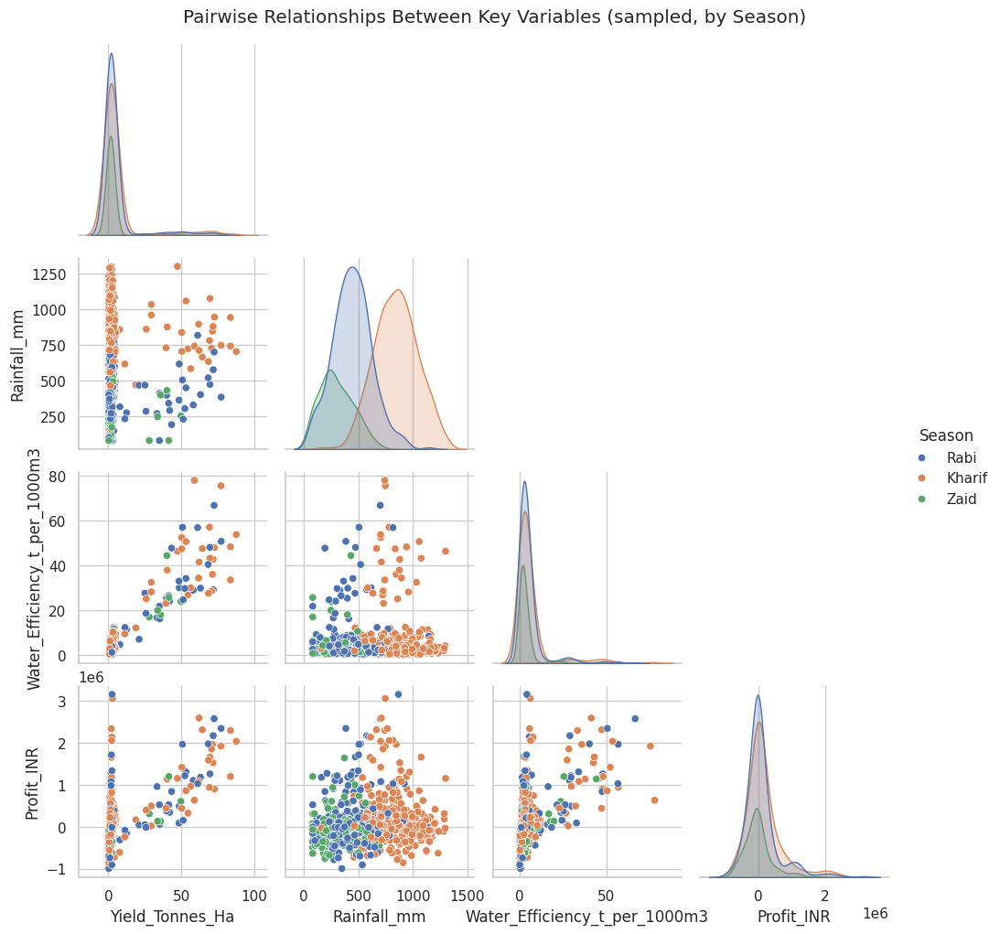 Pairwise Relationships Between Key Variables (sampled, by Season)
Rainfall_mm
1250
1000
750
500
250
Season
Rabi
Kharif
Zaid
Water_Efficiency_t_per_1000m3
80
60
40
20
0
1e6
Profit_INR
3
2
1
0
−1
0
50
100
Yield_Tonnes_Ha
0
500
1000
1500
Rainfall_mm
0
50
Water_Efficiency_t_per_1000m3
0
2
1e6
Profit_INR